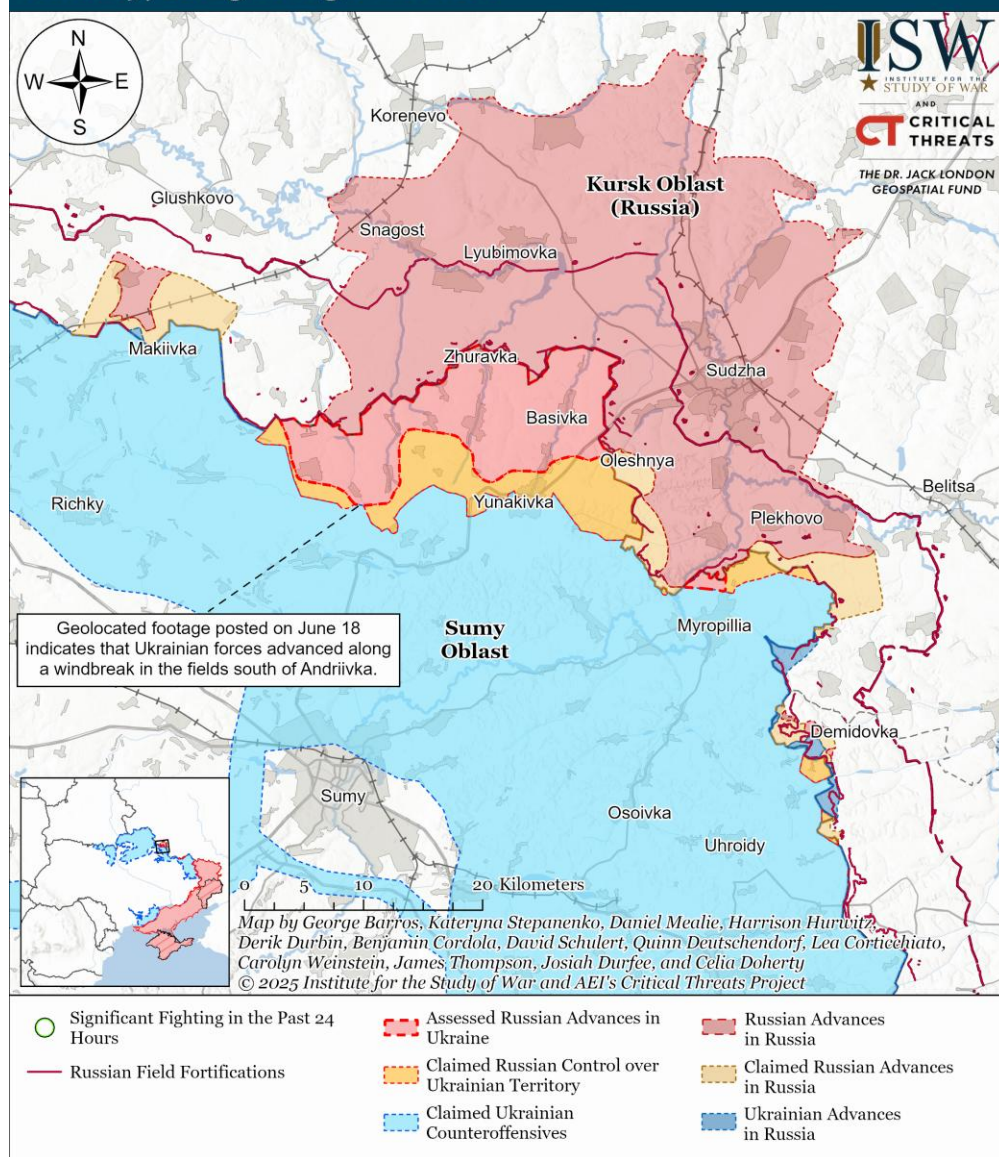 N
W E
S
ISW
INSTITUTE FOR THE
STUDY OF WAR
AND
CT CRITICAL
THREATS
THE DR. JACK LONDON
GEOSPATIAL FUND
Korenevo
Kursk Oblast
(Russia)
Glushkovo
Snagost
Lyubimovka
Makiivka
Zhuravka
Sudzha
Basivka
Oleshnya
Belitsa
Richky
Yunakivka
Plekhovo
Geolocated footage posted on June 18
indicates that Ukrainian forces advanced along
a windbreak in the fields south of Andriivka.
Sumy
Oblast
Myropillia
Demidovka
Sumy
Osoivka
Uhroidy
0 5 10 20 Kilometers
Map by George Barros, Kateryna Stepanenko, Daniel Mealie, Harrison Hurwitz,
Derik Durbin, Benjamin Cordola, David Schulert, Quinn Deutschendorf, Lea Corticchiato,
Carolyn Weinstein, James Thompson, Josiah Durfee, and Celia Doherty
© 2025 Institute for the Study of War and AEI's Critical Threats Project
Significant Fighting in the Past 24
Hours
Russian Field Fortifications
Assessed Russian Advances in
Ukraine
Claimed Russian Control over
Ukrainian Territory
Claimed Ukrainian
Counteroffensives
Russian Advances
in Russia
Claimed Russian Advances
in Russia
Ukrainian Advances
in Russia